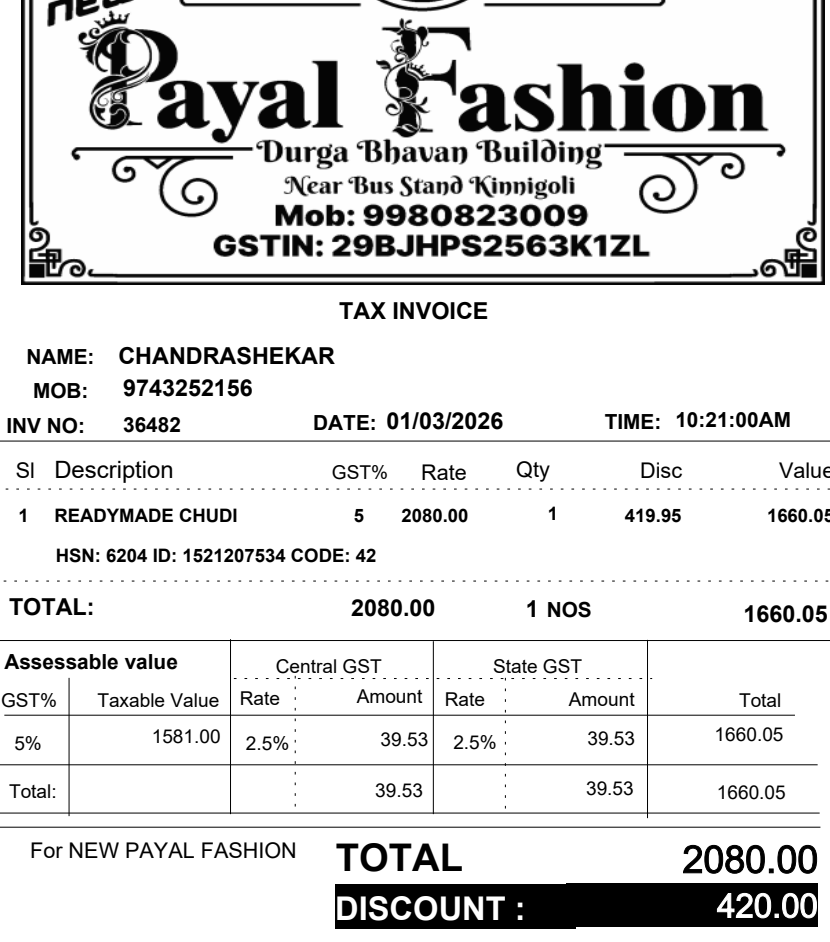 new
Payal Fashion
Durga Bhavan Building
Near Bus Stand Kinnigoli
Mob: 9980823009
GSTIN: 29BJHPS2563K1ZL
TAX INVOICE
NAME: CHANDRASHEKAR
MOB: 9743252156
INV NO: 36482 DATE: 01/03/2026 TIME: 10:21:00AM
Sl Description GST% Rate Qty Disc Value
1 READYMADE CHUDI 5 2080.00 1 419.95 1660.05
HSN: 6204 ID: 1521207534 CODE: 42
TOTAL: 2080.00 1 NOS 1660.05
Assessable value Central GST State GST
GST% Taxable Value Rate Amount Rate Amount Total
5% 1581.00 2.5% 39.53 2.5% 39.53 1660.05
Total: 39.53 39.53 1660.05
For NEW PAYAL FASHION TOTAL 2080.00
DISCOUNT : 420.00